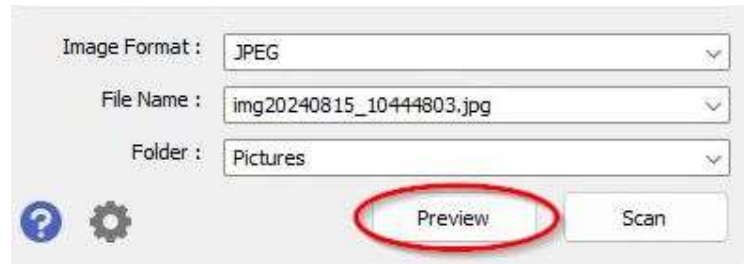 Image Format : JPEG
File Name : img20240815_10444803.jpg
Folder : Pictures
? Preview Scan